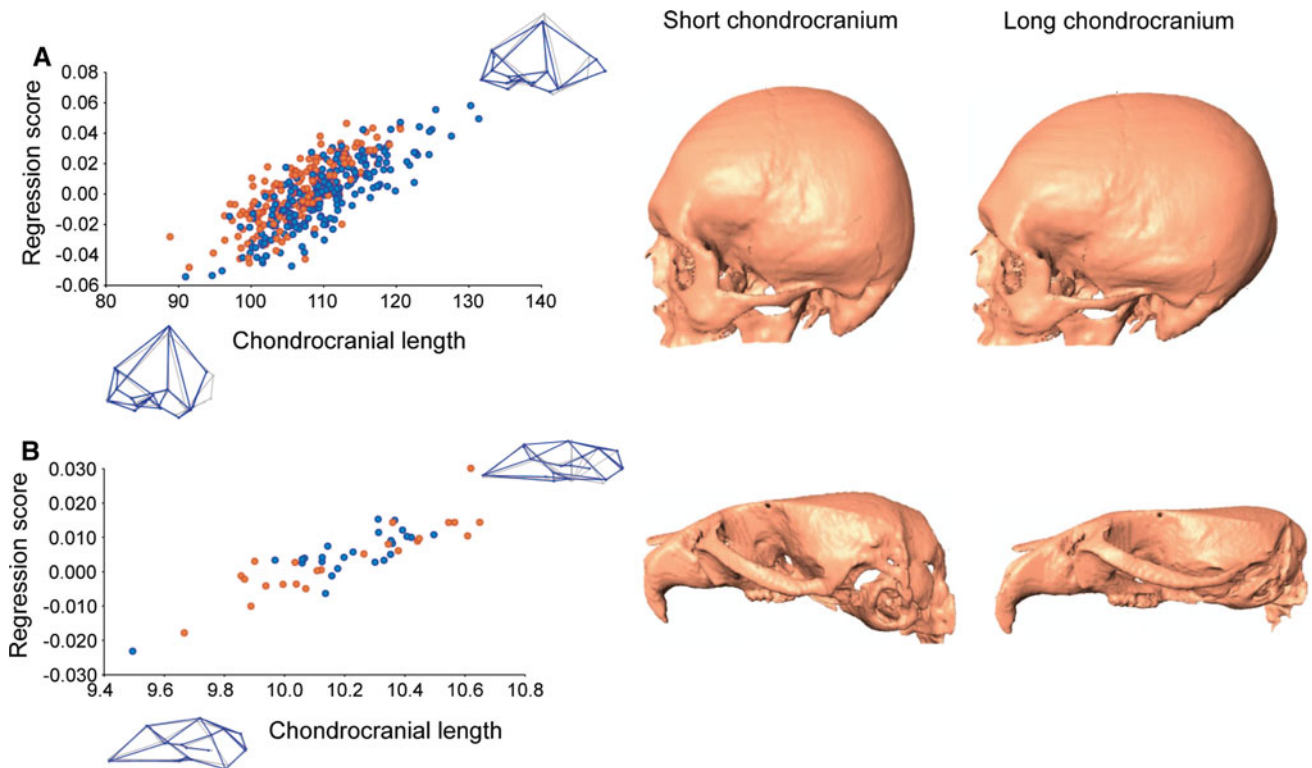 Short chondrocranium
Long chondrocranium
A
Regression score
0.08
0.06
0.04
0.02
0.00
-0.02
-0.04
-0.06
80 90 100 110 120 130 140
Chondrocranial length
B
Regression score
0.030
0.020
0.010
0.000
-0.010
-0.020
-0.030
9.4 9.6 9.8 10.0 10.2 10.4 10.6 10.8
Chondrocranial length